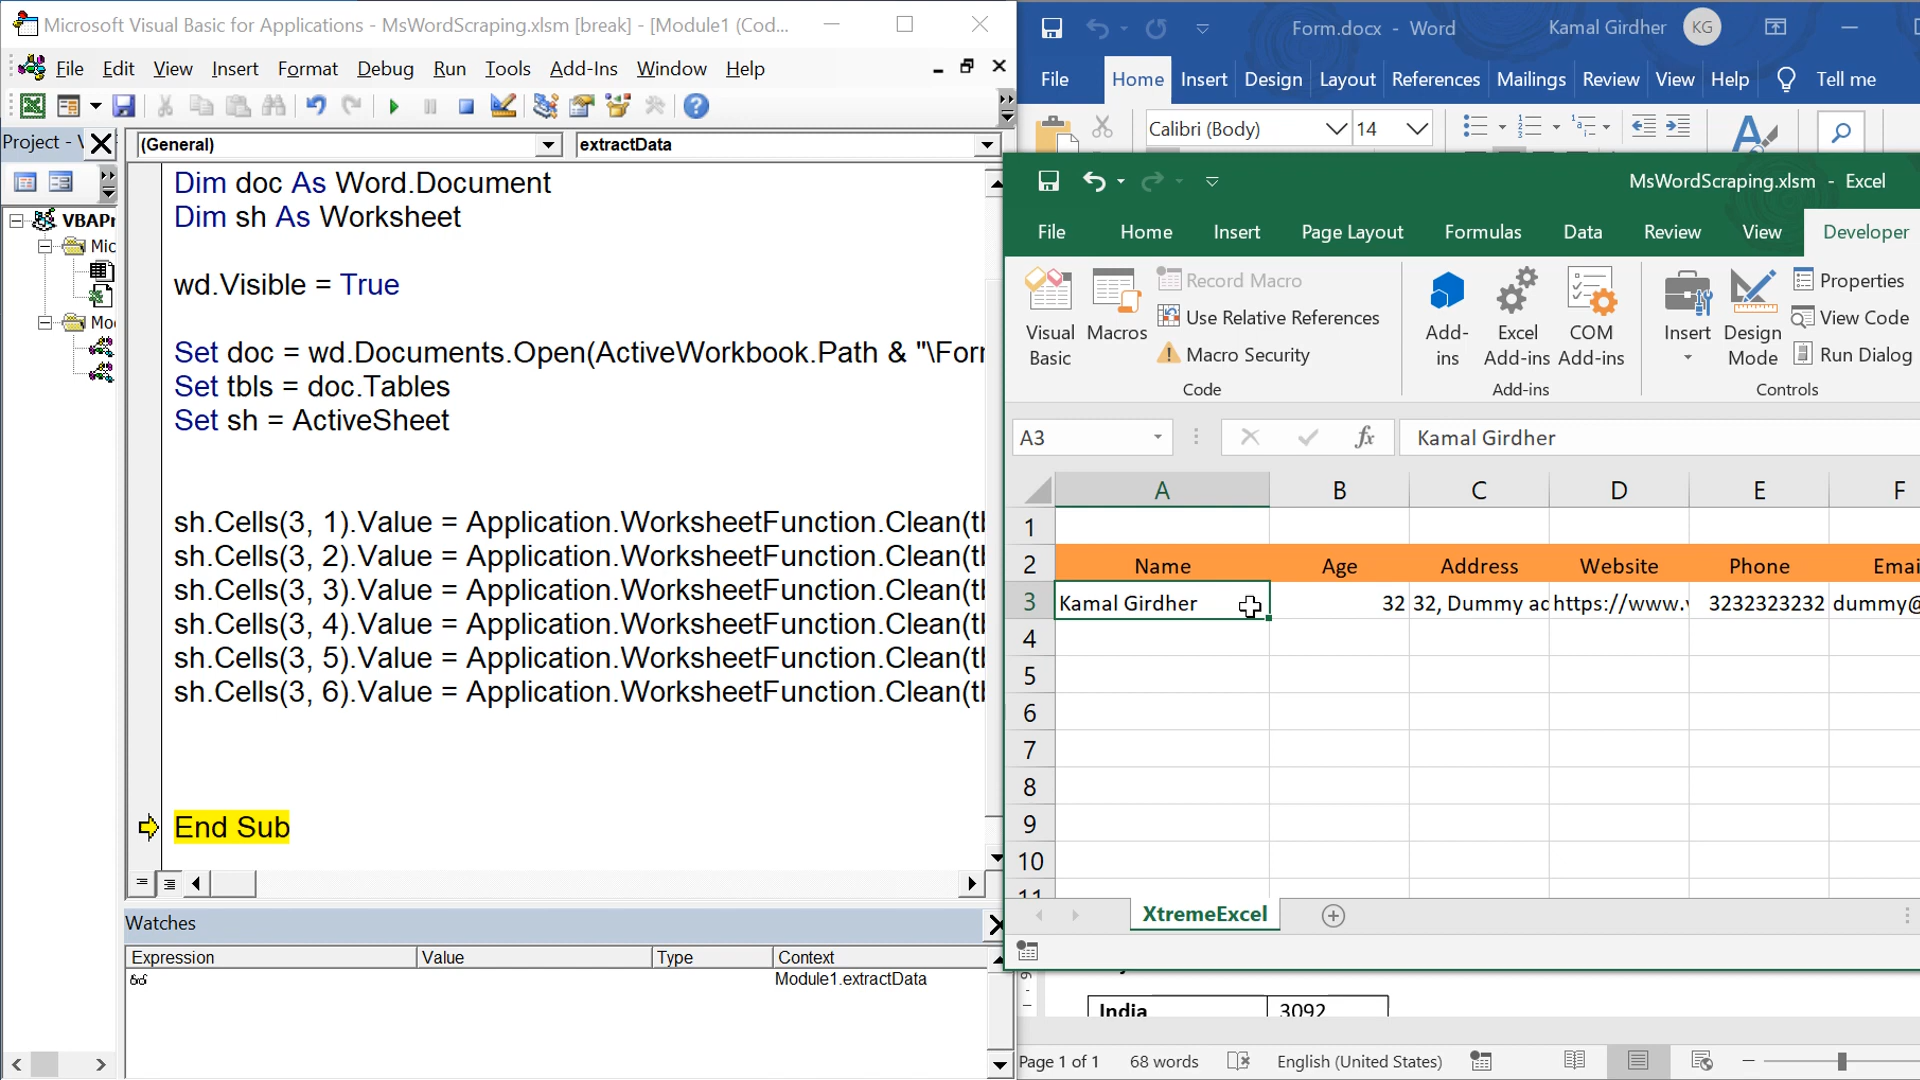 Microsoft Visual Basic for Applications - MsWordScraping.xlsm [break] - [Module1 (Cod...
File Edit View Insert Format Debug Run Tools Add-Ins Window Help
Project - V
(General)
extractData
VBAPr
Mic
Mo
Dim doc As Word.Document
Dim sh As Worksheet
wd.Visible = True
Set doc = wd.Documents.Open(ActiveWorkbook.Path & "\For
Set tbls = doc.Tables
Set sh = ActiveSheet
sh.Cells(3, 1).Value = Application.WorksheetFunction.Clean(t
sh.Cells(3, 2).Value = Application.WorksheetFunction.Clean(t
sh.Cells(3, 3).Value = Application.WorksheetFunction.Clean(t
sh.Cells(3, 4).Value = Application.WorksheetFunction.Clean(t
sh.Cells(3, 5).Value = Application.WorksheetFunction.Clean(t
sh.Cells(3, 6).Value = Application.WorksheetFunction.Clean(t
End Sub
Watches
Expression Value Type Context
Module1.extractData
Form.docx - Word Kamal Girdher KG
File Home Insert Design Layout References Mailings Review View Help Tell me
Calibri (Body) 14
MsWordScraping.xlsm - Excel
File Home Insert Page Layout Formulas Data Review View Developer
Visual Basic
Macros
Record Macro
Use Relative References
Macro Security
Code
Add-ins
Excel Add-ins
COM Add-ins
Add-ins
Insert
Design Mode
Properties
View Code
Run Dialog
Controls
A3 fx Kamal Girdher
A B C D E F
1
2 Name Age Address Website Phone Emai
3 Kamal Girdher 32 32, Dummy ad https://www. 3232323232 dummy@
4
5
6
7
8
9
10
11
XtremeExcel
India 3092
Page 1 of 1 68 words English (United States)